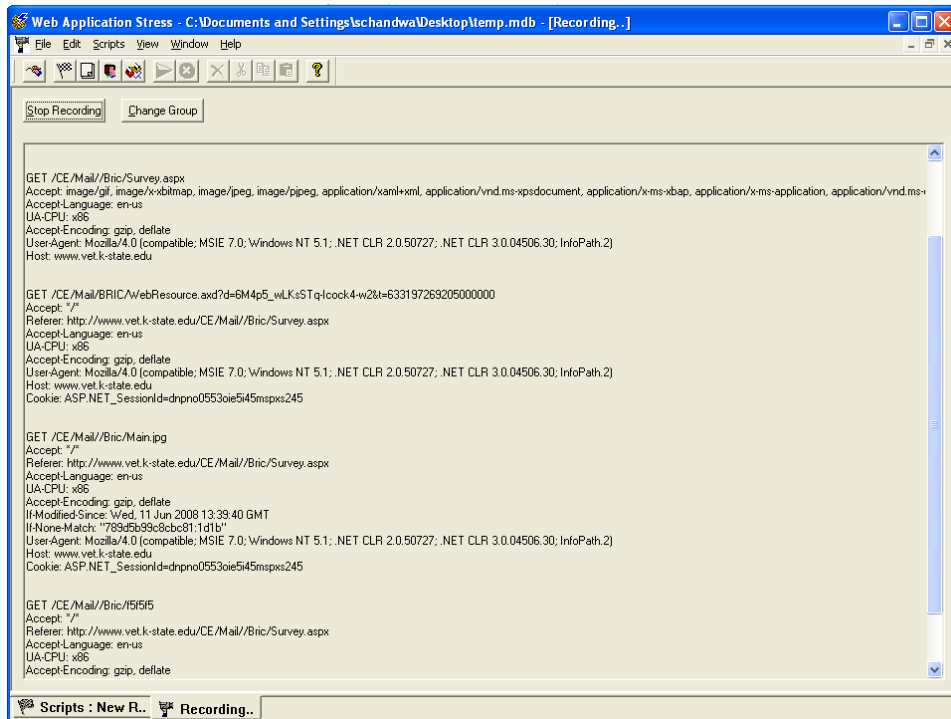 Web Application Stress - C:\Documents and Settings\schandwa\Desktop\temp.mdb - [Recording..]
File Edit Scripts View Window Help
Stop Recording Change Group
GET /CE/Mail//Bric/Survey.aspx
Accept: image/gif, image/x-xbitmap, image/jpeg, image/pjpeg, application/xaml+xml, application/vnd.ms-xpsdocument, application/x-ms-xbap, application/x-ms-application, application/vnd.ms-
Accept-Language: en-us
UA-CPU: x86
Accept-Encoding: gzip, deflate
User-Agent: Mozilla/4.0 (compatible; MSIE 7.0; Windows NT 5.1; .NET CLR 2.0.50727; .NET CLR 3.0.04506.30; InfoPath.2)
Host: www.vet.k-state.edu
GET /CE/Mail/BRIC/WebResource.axd?d=6M4p5_wLKsSTq-lcock4-w2&t=633197269205000000
Accept: */*
Referer: http://www.vet.k-state.edu/CE/Mail//Bric/Survey.aspx
Accept-Language: en-us
UA-CPU: x86
Accept-Encoding: gzip, deflate
User-Agent: Mozilla/4.0 (compatible; MSIE 7.0; Windows NT 5.1; .NET CLR 2.0.50727; .NET CLR 3.0.04506.30; InfoPath.2)
Host: www.vet.k-state.edu
Cookie: ASP.NET_SessionId=dnpno0553oie5i45mspxs245
GET /CE/Mail//Bric/Main.jpg
Accept: */*
Referer: http://www.vet.k-state.edu/CE/Mail//Bric/Survey.aspx
Accept-Language: en-us
UA-CPU: x86
Accept-Encoding: gzip, deflate
If-Modified-Since: Wed, 11 Jun 2008 13:39:40 GMT
If-None-Match: "789d5b99c8cbc81:1d1b"
User-Agent: Mozilla/4.0 (compatible; MSIE 7.0; Windows NT 5.1; .NET CLR 2.0.50727; .NET CLR 3.0.04506.30; InfoPath.2)
Host: www.vet.k-state.edu
Cookie: ASP.NET_SessionId=dnpno0553oie5i45mspxs245
GET /CE/Mail//Bric/f5f5f5
Accept: */*
Referer: http://www.vet.k-state.edu/CE/Mail//Bric/Survey.aspx
Accept-Language: en-us
UA-CPU: x86
Accept-Encoding: gzip, deflate
Scripts : New R.. Recording..